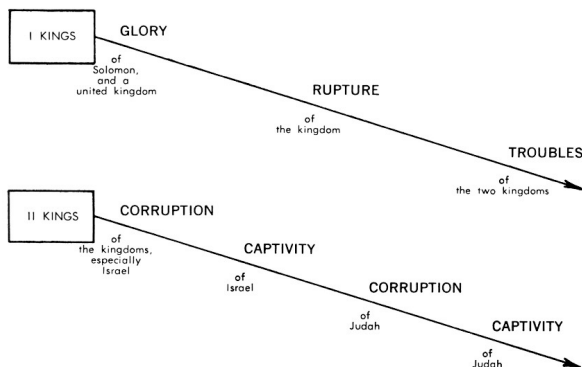 I KINGS
GLORY
of
Solomon,
and a
united kingdom
RUPTURE
of
the kingdom
TROUBLES
of
the two kingdoms
II KINGS
CORRUPTION
of
the kingdoms,
especially
Israel
CAPTIVITY
of
Israel
CORRUPTION
of
Judah
CAPTIVITY
of
Judah